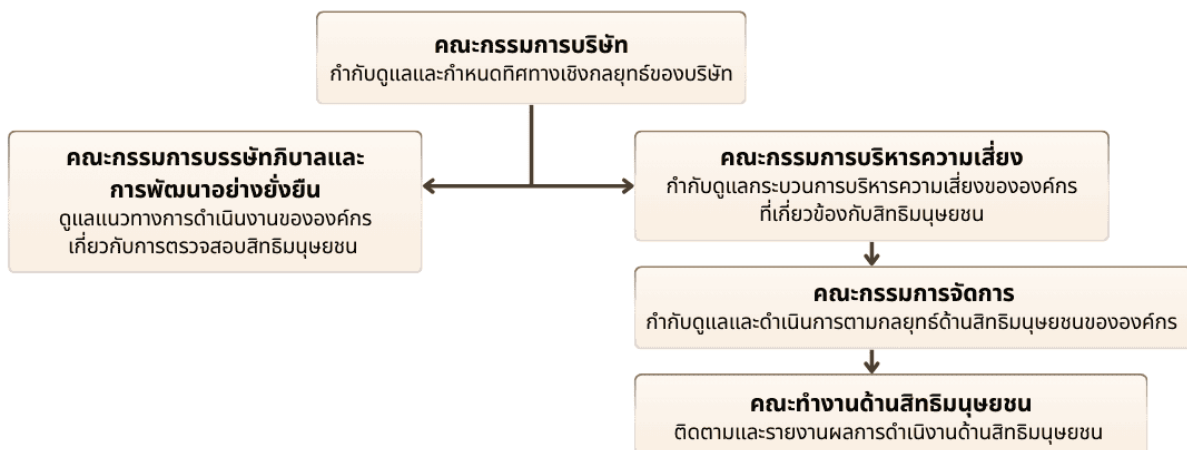 คณะกรรมการบริษัท
กำกับดูแลและกำหนดทิศทางเชิงกลยุทธ์ของบริษัท
คณะกรรมการบรรษัทภิบาลและ
การพัฒนาอย่างยั่งยืน
ดูแลแนวทางการดำเนินงานขององค์กร
เกี่ยวกับการตรวจสอบสิทธิมนุษยชน
คณะกรรมการบริหารความเสี่ยง
กำกับดูแลกระบวนการบริหารความเสี่ยงขององค์กร
ที่เกี่ยวข้องกับสิทธิมนุษยชน
คณะกรรมการจัดการ
กำกับดูแลและดำเนินการตามกลยุทธ์ด้านสิทธิมนุษยชนขององค์กร
คณะทำงานด้านสิทธิมนุษยชน
ติดตามและรายงานผลการดำเนิงานด้านสิทธิมนุษยชน